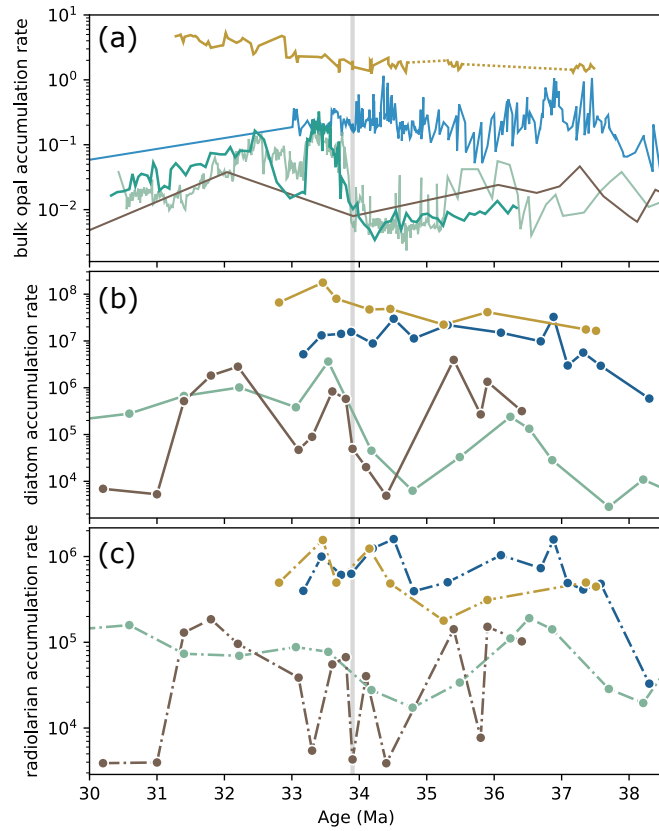 (a)
bulk opal accumulation rate
10¹
10⁰
10⁻¹
10⁻²
(b)
diatom accumulation rate
10⁸
10⁷
10⁶
10⁵
10⁴
(c)
radiolarian accumulation rate
10⁶
10⁵
10⁴
30 31 32 33 34 35 36 37 38
Age (Ma)